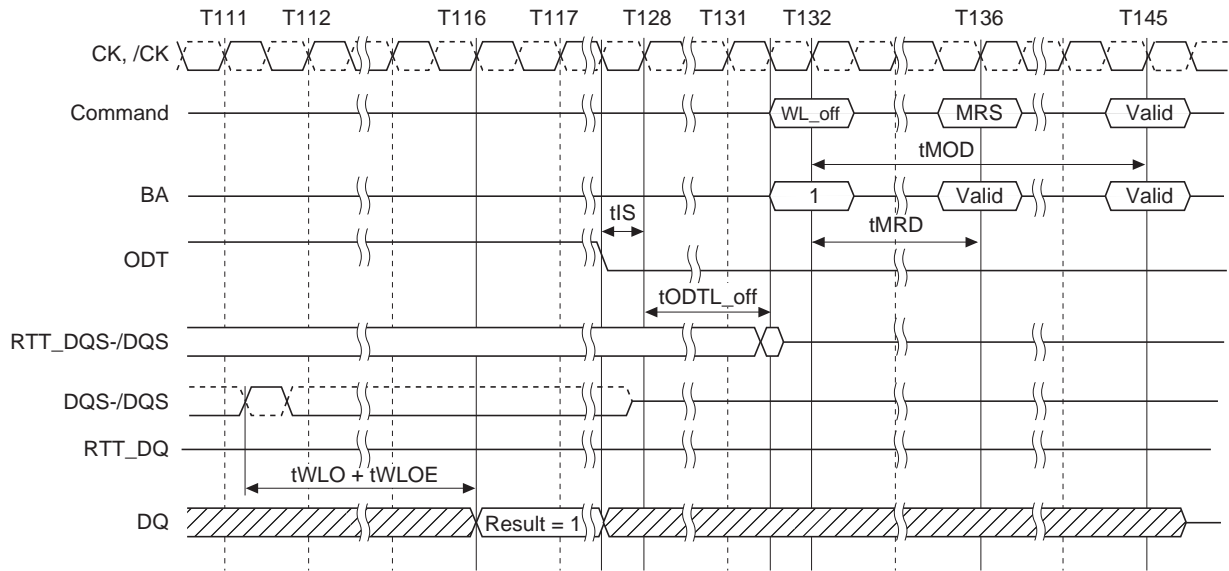 T111 T112 T116 T117 T128 T131 T132 T136 T145
CK, /CK
Command WL_off MRS Valid
tMOD
BA 1 Valid Valid
tIS
tMRD
ODT
tODTL_off
RTT_DQS-/DQS
DQS-/DQS
RTT_DQ
tWLO + tWLOE
DQ Result = 1